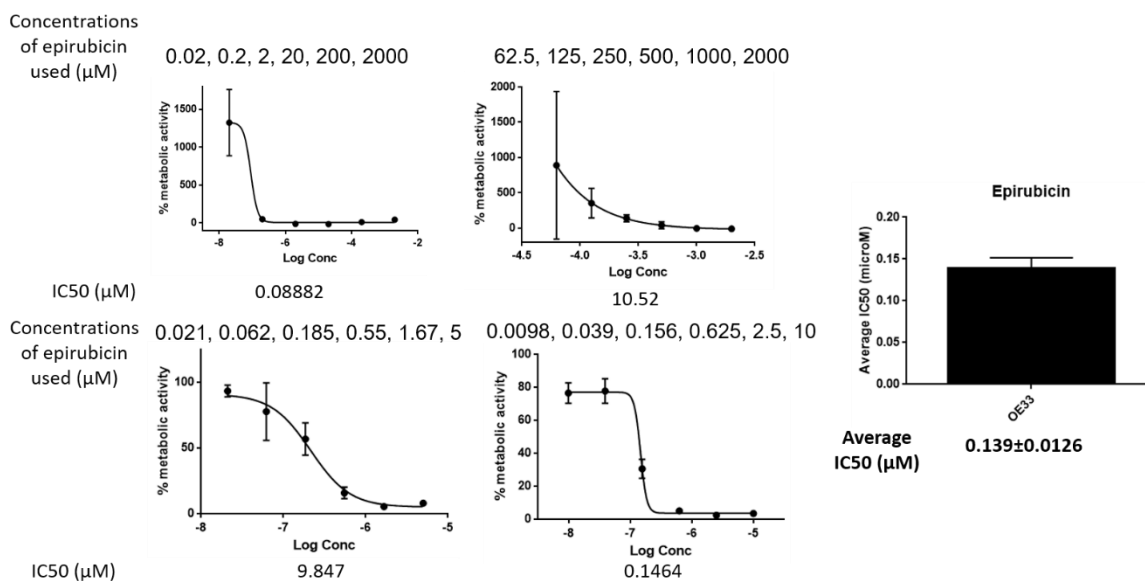 Concentrations
of epirubicin
used (µM)
0.02, 0.2, 2, 20, 200, 2000
62.5, 125, 250, 500, 1000, 2000
% metabolic activity
1500
1000
500
0
-8
-6
-4
-2
Log Conc
% metabolic activity
2000
1500
1000
500
0
-4.5
-4.0
-3.5
-3.0
-2.5
Log Conc
IC50 (µM)
0.08882
10.52
Concentrations
of epirubicin
used (µM)
0.021, 0.062, 0.185, 0.55, 1.67, 5
0.0098, 0.039, 0.156, 0.625, 2.5, 10
% metabolic activity
100
50
0
-8
-7
-6
-5
Log Conc
% metabolic activity
100
80
60
40
20
0
-8
-7
-6
-5
Log Conc
IC50 (µM)
9.847
0.1464
Epirubicin
Average IC50 (microM)
0.20
0.15
0.10
0.05
0.00
OE33
Average
IC50 (µM)
0.139±0.0126